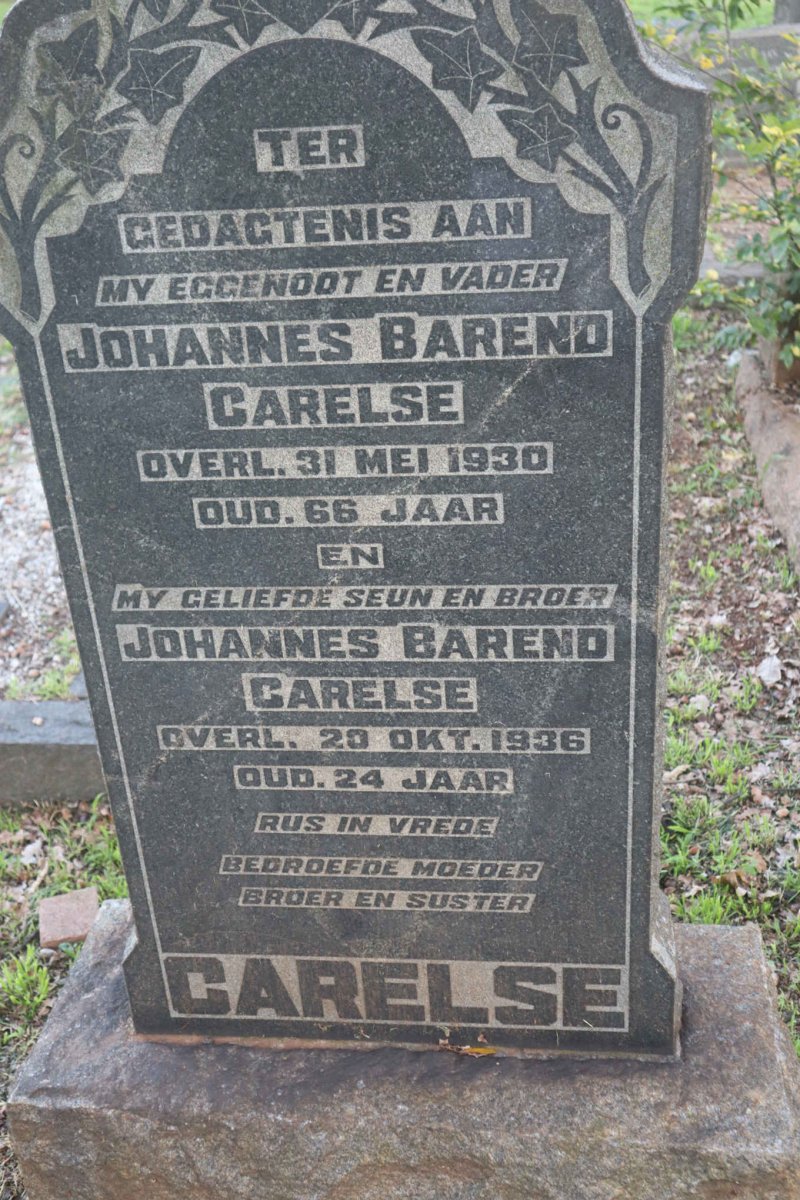 TER
GEDAGTENIS AAN
MY EGGENOOT EN VADER
JOHANNES BAREND
CARELSE
OVERL. 31 MEI 1930
OUD. 66 JAAR
EN
MY GELIEFDE SEUN EN BROER
JOHANNES BAREND
CARELSE
OVERL. 20 OKT. 1936
OUD. 24 JAAR
RUS IN VREDE
BEDROEFDE MOEDER
BROER EN SUSTER
CARELSE